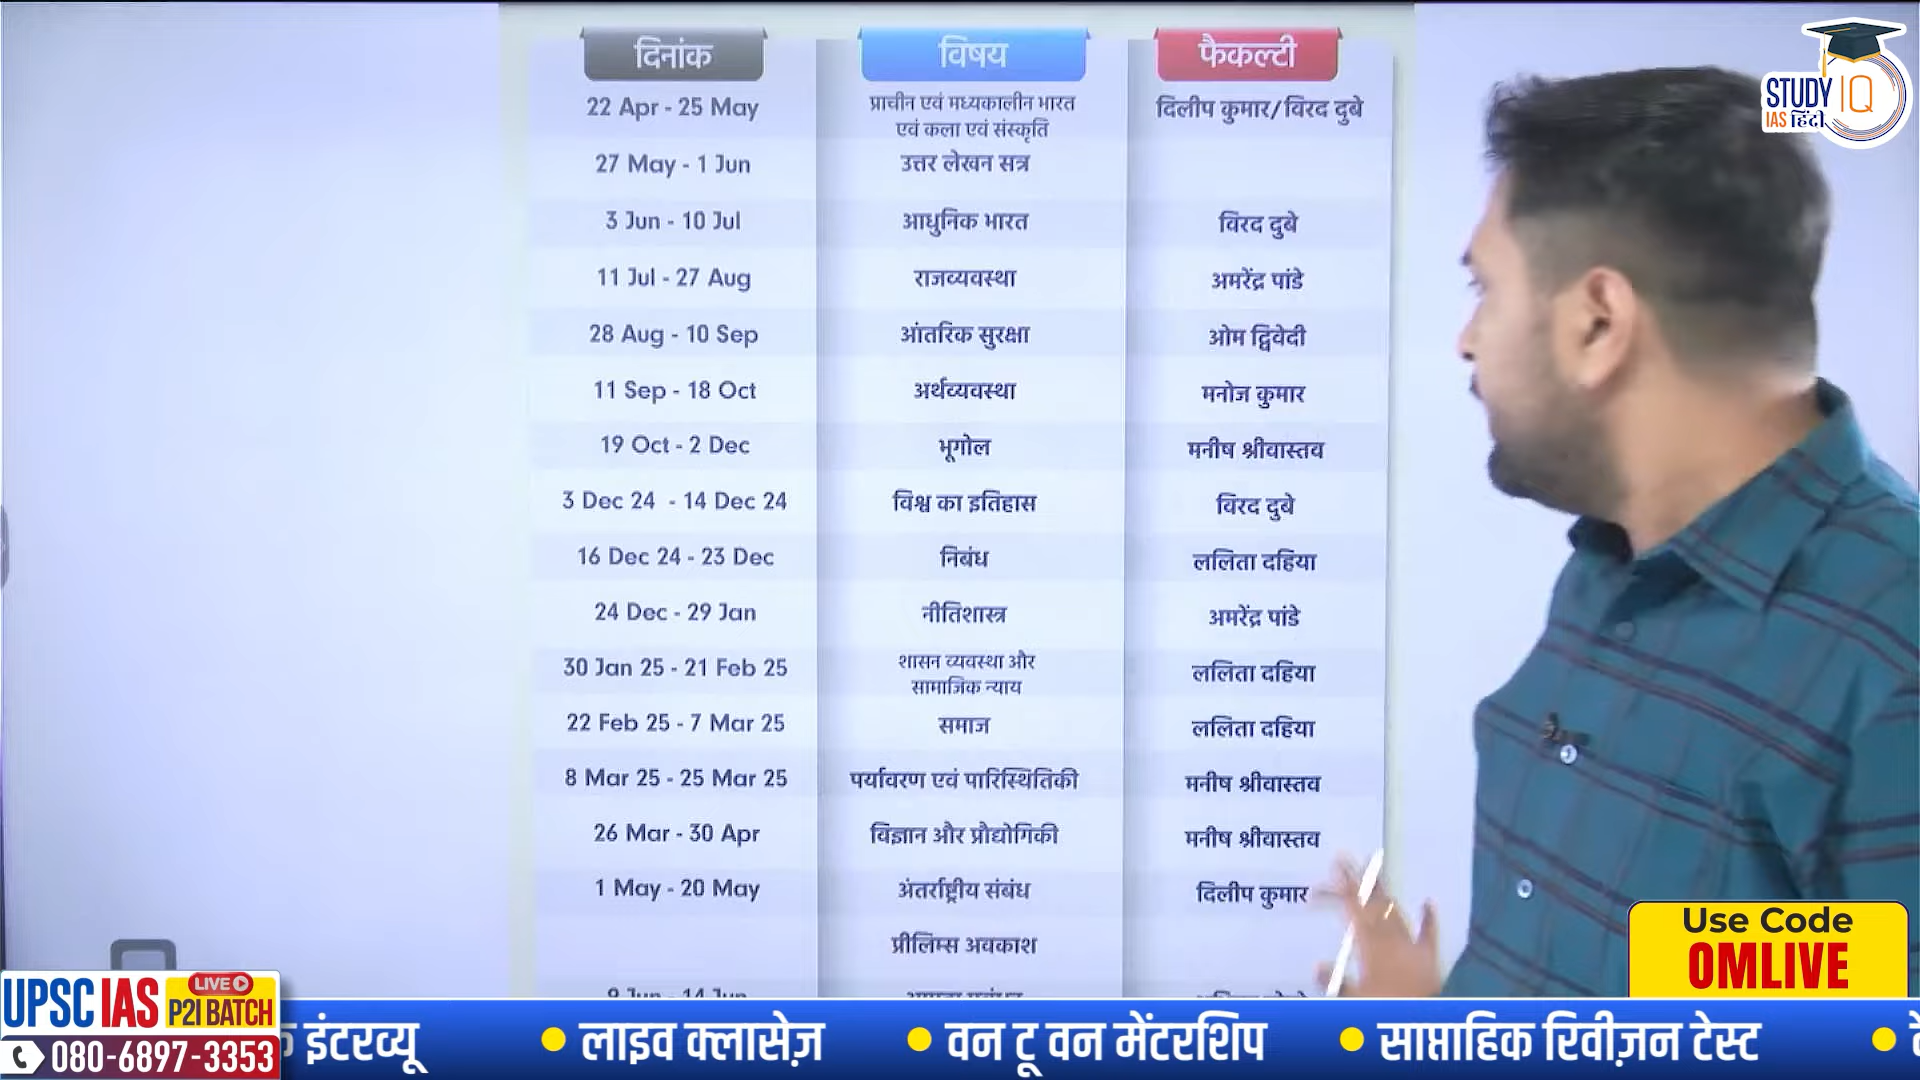 दिनांक विषय फैकल्टी
22 Apr - 25 May प्राचीन एवं मध्यकालीन भारत एवं कला एवं संस्कृति दिलीप कुमार/विरद दुबे
27 May - 1 Jun उत्तर लेखन सत्र
3 Jun - 10 Jul आधुनिक भारत विरद दुबे
11 Jul - 27 Aug राजव्यवस्था अमरेंद्र पांडे
28 Aug - 10 Sep आंतरिक सुरक्षा ओम द्विवेदी
11 Sep - 18 Oct अर्थव्यवस्था मनोज कुमार
19 Oct - 2 Dec भूगोल मनीष श्रीवास्तव
3 Dec 24 - 14 Dec 24 विश्व का इतिहास विरद दुबे
16 Dec 24 - 23 Dec निबंध ललिता दहिया
24 Dec - 29 Jan नीतिशास्त्र अमरेंद्र पांडे
30 Jan 25 - 21 Feb 25 शासन व्यवस्था और सामाजिक न्याय ललिता दहिया
22 Feb 25 - 7 Mar 25 समाज ललिता दहिया
8 Mar 25 - 25 Mar 25 पर्यावरण एवं पारिस्थितिकी मनीष श्रीवास्तव
26 Mar - 30 Apr विज्ञान और प्रौद्योगिकी मनीष श्रीवास्तव
1 May - 20 May अंतर्राष्ट्रीय संबंध दिलीप कुमार
प्रीलिम्स अवकाश
9 Jun - 14 Jun
STUDY IQ
IAS हिंदी
Use Code
OMLIVE
UPSC IAS LIVE
P2I BATCH
080-6897-3353
इंटरव्यू • लाइव क्लासेज़ • वन टू वन मेंटरशिप • साप्ताहिक रिवीज़न टेस्ट •